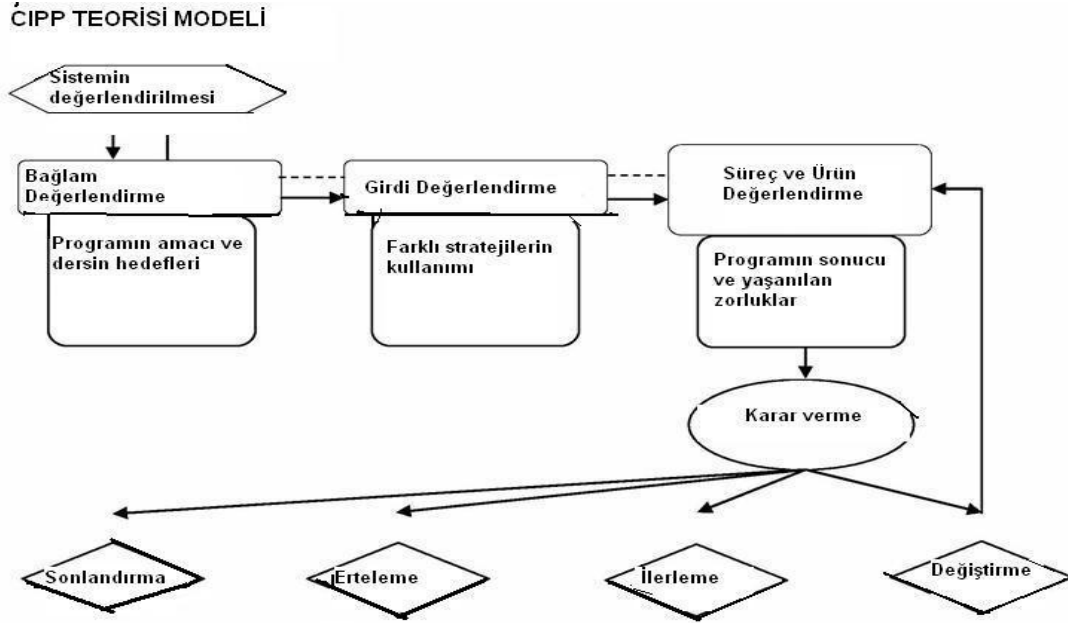 CIPP TEORİSİ MODELİ
Sistemin
değerlendirilmesi
Bağlam
Değerlendirme
Girdi Değerlendirme
Süreç ve Ürün
Değerlendirme
Programın amacı ve
dersin hedefleri
Farklı stratejilerin
kullanımı
Programın sonucu
ve yaşanılan
zorluklar
Karar verme
Sonlandırma
Erteleme
İlerleme
Değiştirme